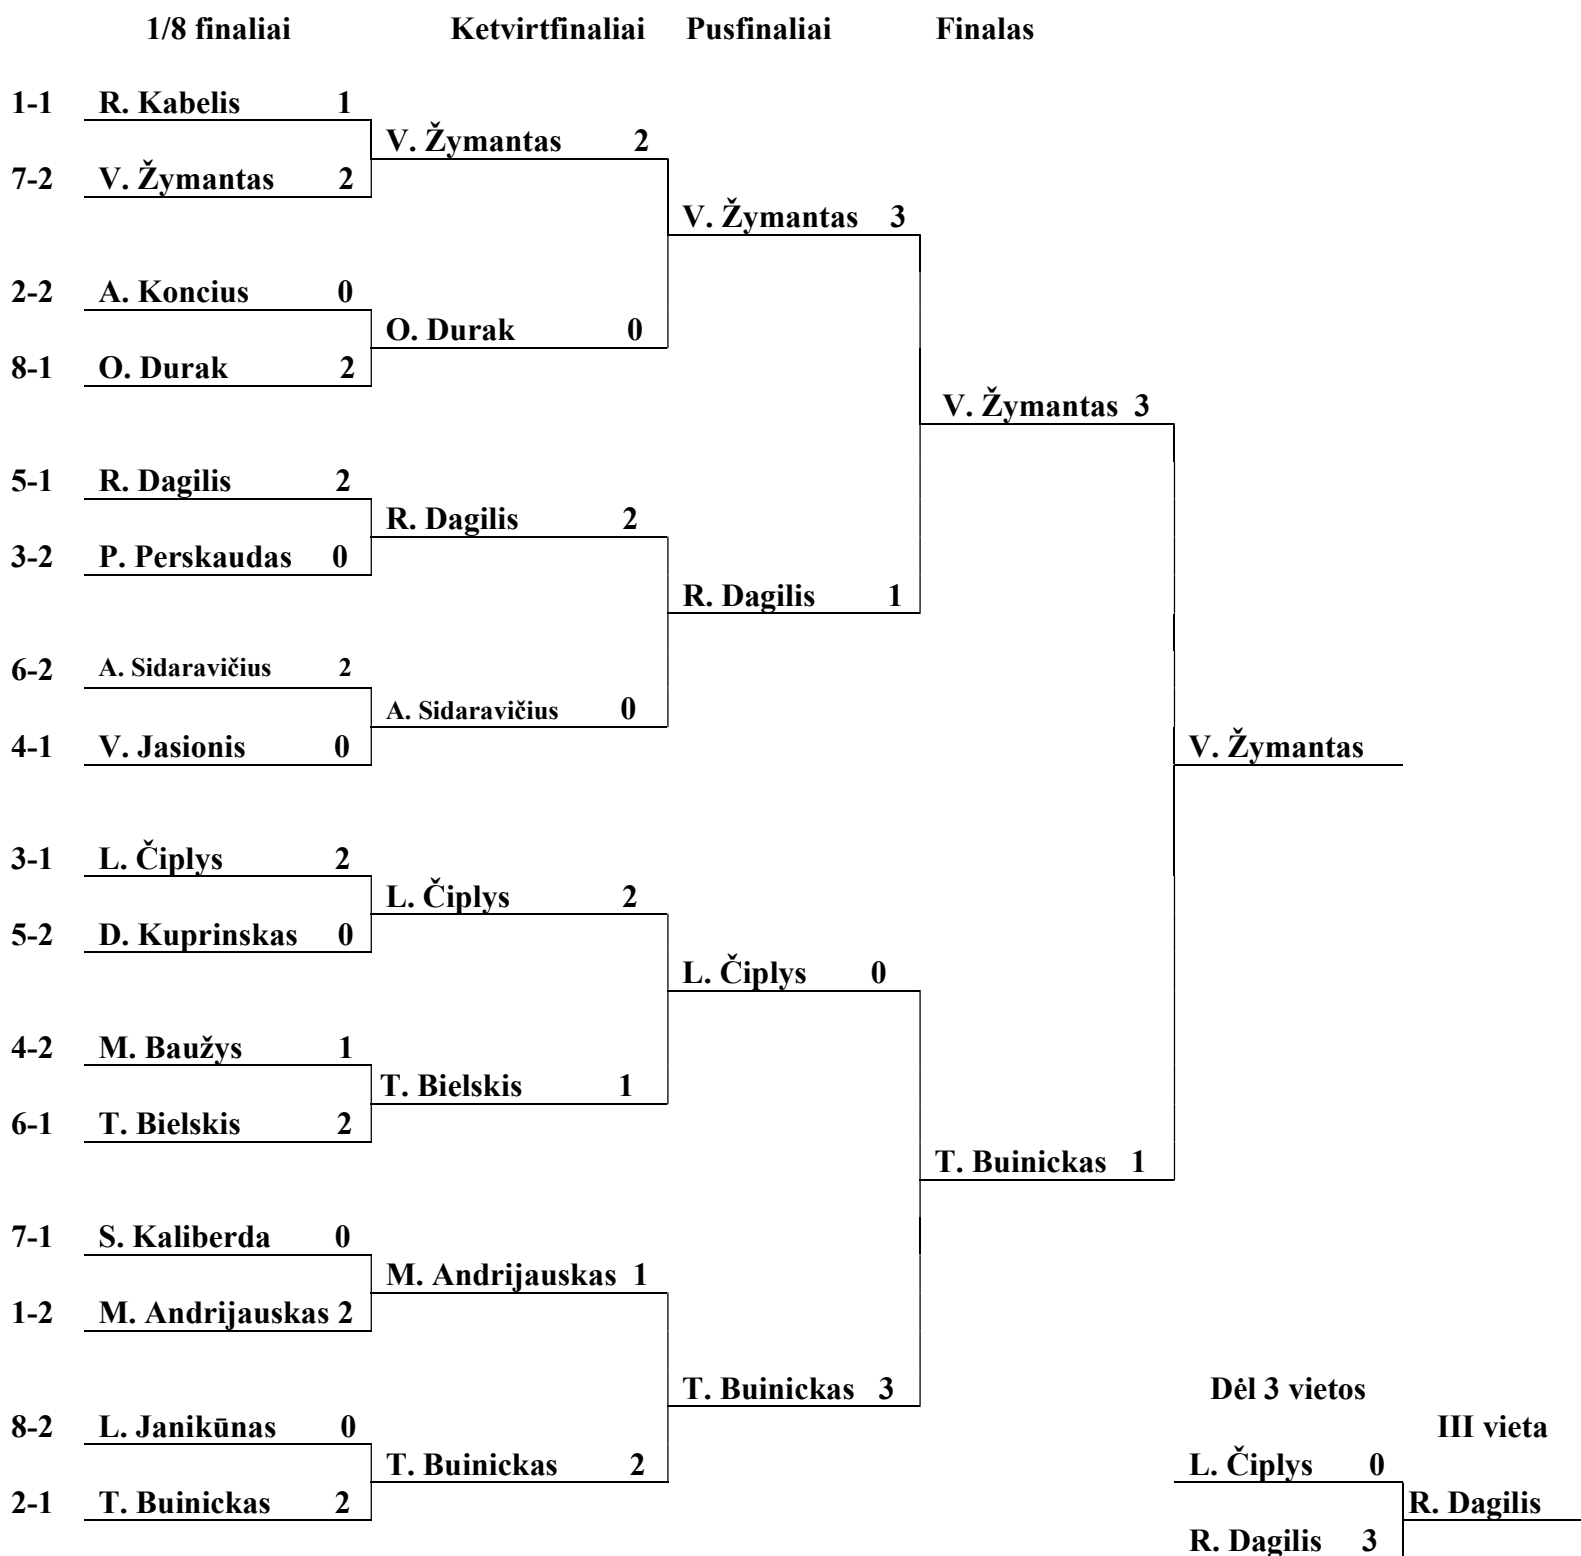 1/8 finaliai Ketvirtfinaliai Pusfinaliai Finalas
1-1 R. Kabelis 1
V. Žymantas 2
7-2 V. Žymantas 2
V. Žymantas 3
2-2 A. Koncius 0
O. Durak 0
8-1 O. Durak 2
V. Žymantas 3
5-1 R. Dagilis 2
R. Dagilis 2
3-2 P. Perskaudas 0
R. Dagilis 1
6-2 A. Sidaravičius 2
A. Sidaravičius 0
4-1 V. Jasionis 0
V. Žymantas
3-1 L. Čiplys 2
L. Čiplys 2
5-2 D. Kuprinskas 0
L. Čiplys 0
4-2 M. Baužys 1
T. Bielskis 1
6-1 T. Bielskis 2
T. Buinickas 1
7-1 S. Kaliberda 0
M. Andrijauskas 1
1-2 M. Andrijauskas 2
T. Buinickas 3
Dėl 3 vietos
8-2 L. Janikūnas 0
III vieta
T. Buinickas 2
L. Čiplys 0
2-1 T. Buinickas 2
R. Dagilis
R. Dagilis 3